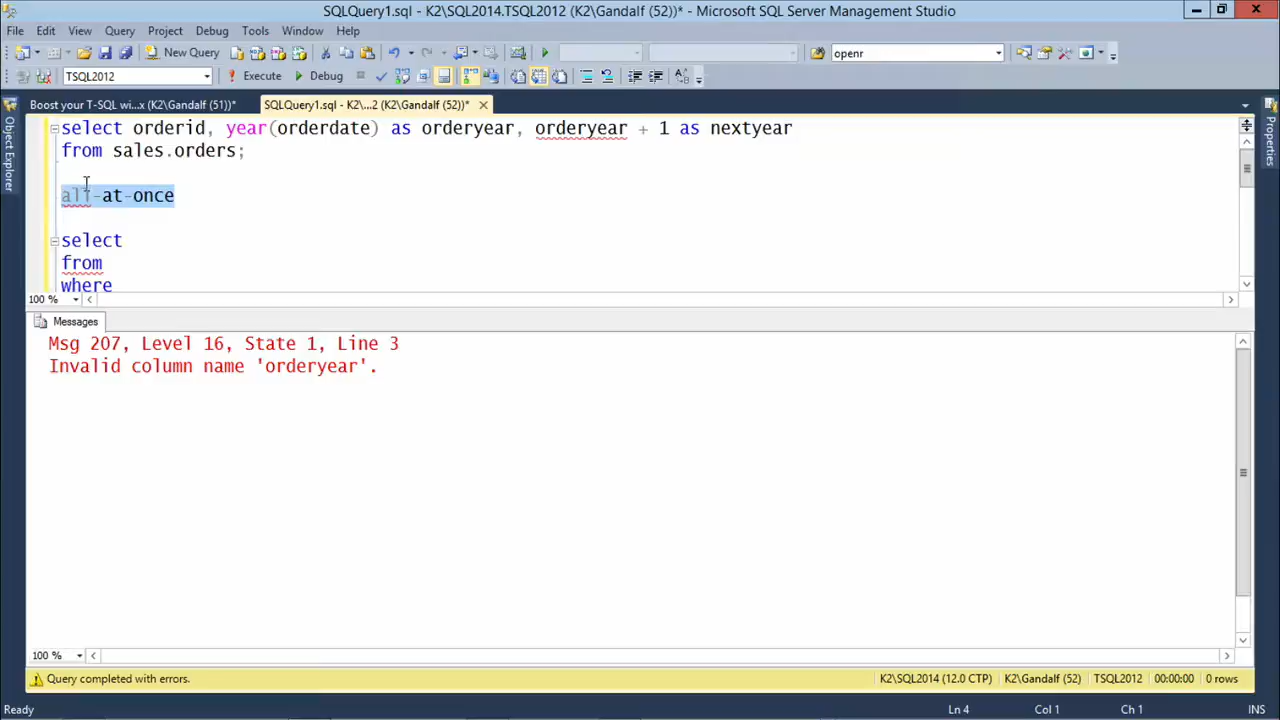 SQLQuery1.sql - K2\SQL2014.TSQL2012 (K2\Gandalf (52))* - Microsoft SQL Server Management Studio
File Edit View Query Project Debug Tools Window Help
New Query openr
TSQL2012 Execute Debug
Boost your T-SQL wi...x (K2\Gandalf (51))* SQLQuery1.sql - K2\...2 (K2\Gandalf (52))*
Object Explorer
Properties
select orderid, year(orderdate) as orderyear, orderyear + 1 as nextyear
from sales.orders;
all-at-once
select
from
where
100 %
Messages
Msg 207, Level 16, State 1, Line 3
Invalid column name 'orderyear'.
100 %
Query completed with errors. K2\SQL2014 (12.0 CTP) K2\Gandalf (52) TSQL2012 00:00:00 0 rows
Ready Ln 4 Col 1 Ch 1 INS